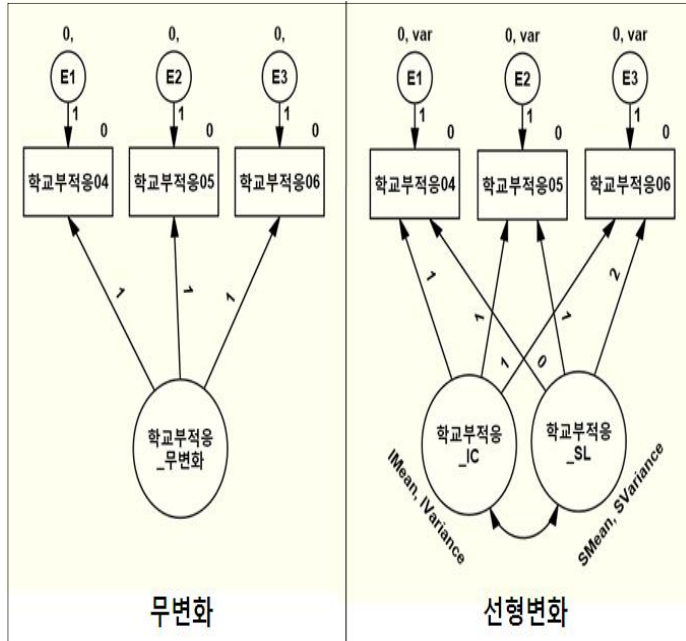 0,
0,
0,
E1
E2
E3
1
1
1
0
0
0
학교부적응04
학교부적응05
학교부적응06
1
1
1
학교부적응
_무변화
무변화
0, var
0, var
0, var
E1
E2
E3
1
1
1
0
0
0
학교부적응04
학교부적응05
학교부적응06
1
1
1
0
1
2
학교부적응
_IC
학교부적응
_SL
IMean, IVariance
SMean, SVariance
선형변화